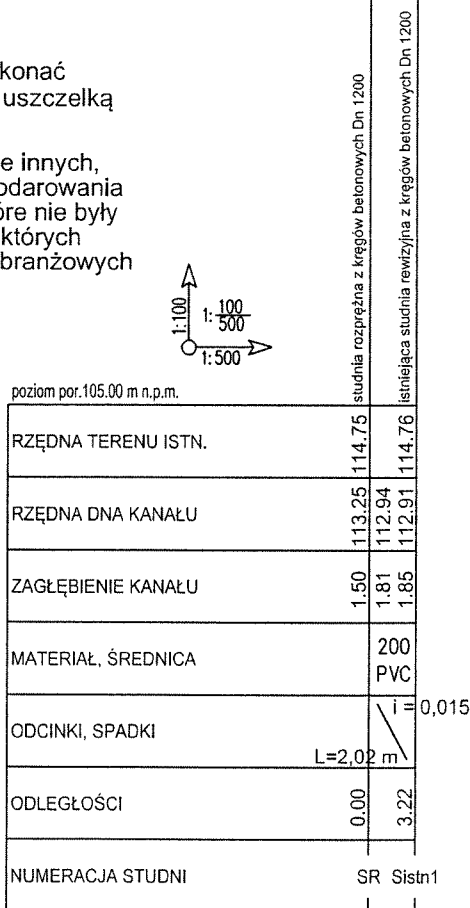 konać
uszczelką
e innych,
odarowania
óre nie były
których
branżowych
1:100
1: 100
500
1:500
studnia rozprężna z kręgów betonowych Dn 1200
istniejąca studnia rewizyjna z kręgów betonowych Dn 1200
poziom por.105.00 m n.p.m.
RZĘDNA TERENU ISTN. 114.75 114.76
RZĘDNA DNA KANAŁU 113.25 112.94 112.91
ZAGŁĘBIENIE KANAŁU 1.50 1.81 1.85
MATERIAŁ, ŚREDNICA 200
PVC
i = 0,015
ODCINKI, SPADKI
L=2,02 m
ODLEGŁOŚCI 0.00 3.22
NUMERACJA STUDNI SR Sistn1